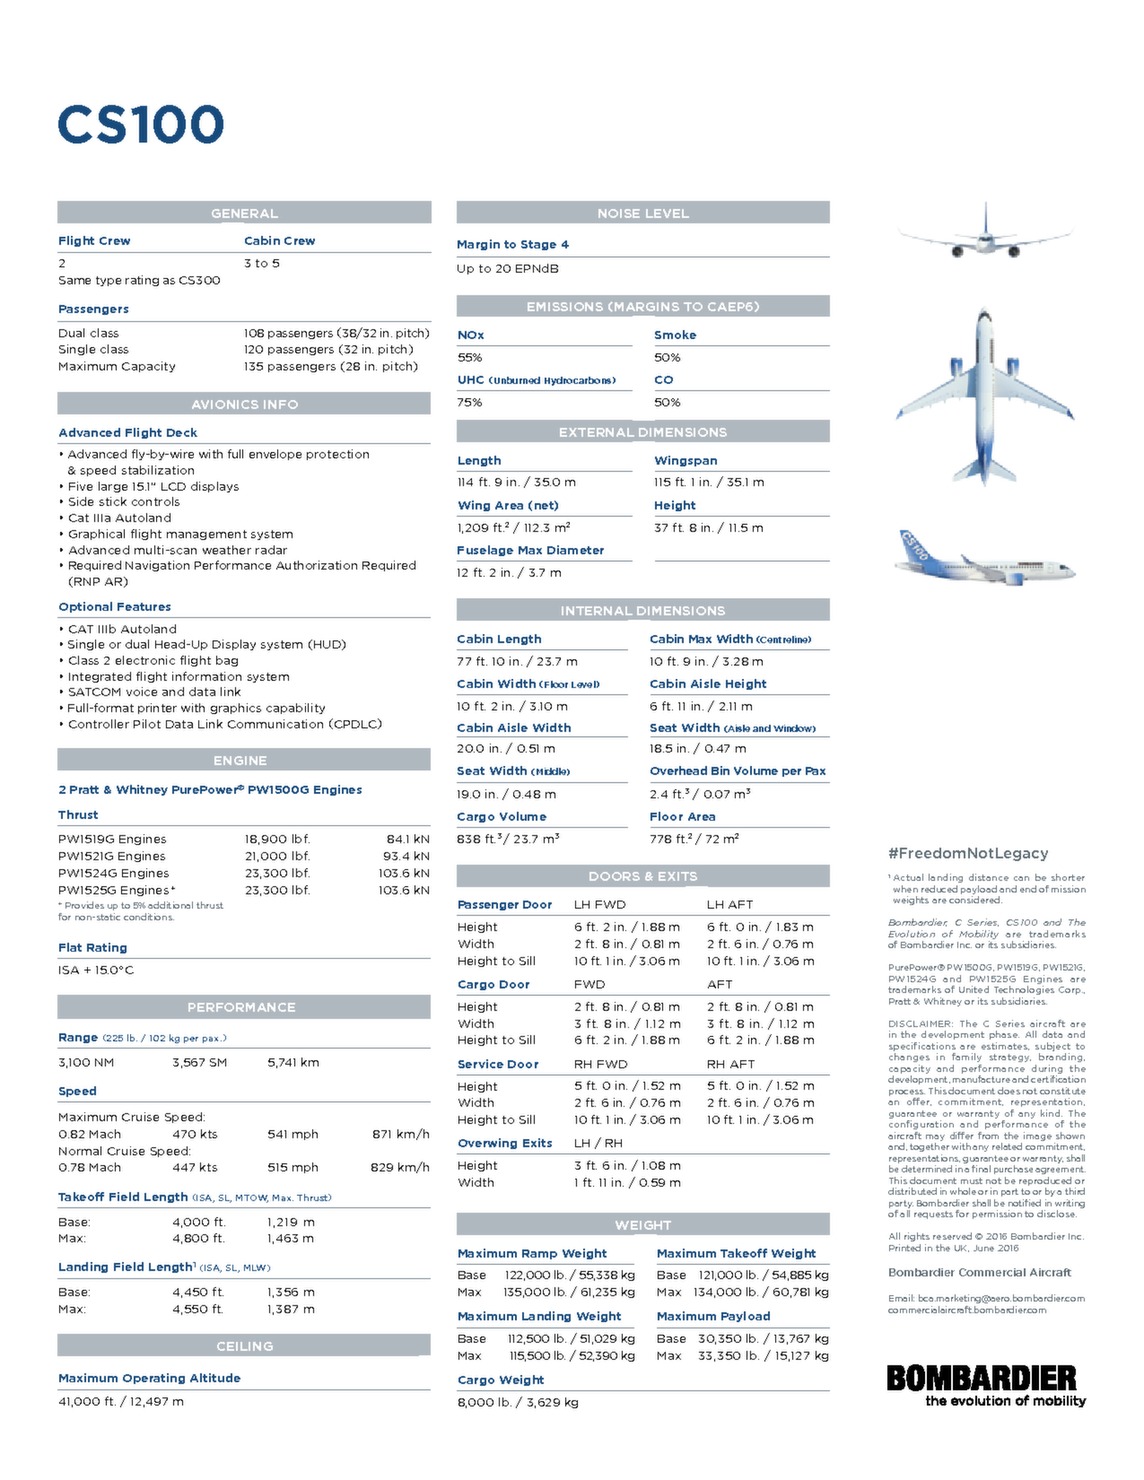 CS100
GENERAL
Flight Crew Cabin Crew
2 3 to 5
Same type rating as CS300
Passengers
Dual class 108 passengers (38/32 in. pitch)
Single class 120 passengers (32 in. pitch)
Maximum Capacity 135 passengers (28 in. pitch)
AVIONICS INFO
Advanced Flight Deck
• Advanced fly-by-wire with full envelope protection
& speed stabilization
• Five large 15.1" LCD displays
• Side stick controls
• Cat IIIa Autoland
• Graphical flight management system
• Advanced multi-scan weather radar
• Required Navigation Performance Authorization Required
(RNP AR)
Optional Features
• CAT IIIb Autoland
• Single or dual Head-Up Display system (HUD)
• Class 2 electronic flight bag
• Integrated flight information system
• SATCOM voice and data link
• Full-format printer with graphics capability
• Controller Pilot Data Link Communication (CPDLC)
ENGINE
2 Pratt & Whitney PurePower® PW1500G Engines
Thrust
PW1519G Engines 18,900 lbf. 84.1 kN
PW1521G Engines 21,000 lbf. 93.4 kN
PW1524G Engines 23,300 lbf. 103.6 kN
PW1525G Engines* 23,300 lbf. 103.6 kN
* Provides up to 5% additional thrust
for non-static conditions.
Flat Rating
ISA + 15.0°C
PERFORMANCE
Range (225 lb. / 102 kg per pax.)
3,100 NM 3,567 SM 5,741 km
Speed
Maximum Cruise Speed:
0.82 Mach 470 kts 541 mph 871 km/h
Normal Cruise Speed:
0.78 Mach 447 kts 515 mph 829 km/h
Takeoff Field Length (ISA, SL, MTOW, Max. Thrust)
Base: 4,000 ft. 1,219 m
Max: 4,800 ft. 1,463 m
Landing Field Length¹ (ISA, SL, MLW)
Base: 4,450 ft. 1,356 m
Max: 4,550 ft. 1,387 m
CEILING
Maximum Operating Altitude
41,000 ft. / 12,497 m
NOISE LEVEL
Margin to Stage 4
Up to 20 EPNdB
EMISSIONS (MARGINS TO CAEP6)
NOx Smoke
55% 50%
UHC (Unburned Hydrocarbons) CO
75% 50%
EXTERNAL DIMENSIONS
Length Wingspan
114 ft. 9 in. / 35.0 m 115 ft. 1 in. / 35.1 m
Wing Area (net) Height
1,209 ft.² / 112.3 m² 37 ft. 8 in. / 11.5 m
Fuselage Max Diameter
12 ft. 2 in. / 3.7 m
INTERNAL DIMENSIONS
Cabin Length Cabin Max Width (Centreline)
77 ft. 10 in. / 23.7 m 10 ft. 9 in. / 3.28 m
Cabin Width (Floor Level) Cabin Aisle Height
10 ft. 2 in. / 3.10 m 6 ft. 11 in. / 2.11 m
Cabin Aisle Width Seat Width (Aisle and Window)
20.0 in. / 0.51 m 18.5 in. / 0.47 m
Seat Width (Middle) Overhead Bin Volume per Pax
19.0 in. / 0.48 m 2.4 ft.³ / 0.07 m³
Cargo Volume Floor Area
838 ft.³/ 23.7 m³ 778 ft.² / 72 m²
DOORS & EXITS
Passenger Door LH FWD LH AFT
Height 6 ft. 2 in. / 1.88 m 6 ft. 0 in. / 1.83 m
Width 2 ft. 8 in. / 0.81 m 2 ft. 6 in. / 0.76 m
Height to Sill 10 ft. 1 in. / 3.06 m 10 ft. 1 in. / 3.06 m
Cargo Door FWD AFT
Height 2 ft. 8 in. / 0.81 m 2 ft. 8 in. / 0.81 m
Width 3 ft. 8 in. / 1.12 m 3 ft. 8 in. / 1.12 m
Height to Sill 6 ft. 2 in. / 1.88 m 6 ft. 2 in. / 1.88 m
Service Door RH FWD RH AFT
Height 5 ft. 0 in. / 1.52 m 5 ft. 0 in. / 1.52 m
Width 2 ft. 6 in. / 0.76 m 2 ft. 6 in. / 0.76 m
Height to Sill 10 ft. 1 in. / 3.06 m 10 ft. 1 in. / 3.06 m
Overwing Exits LH / RH
Height 3 ft. 6 in. / 1.08 m
Width 1 ft. 11 in. / 0.59 m
WEIGHT
Maximum Ramp Weight Maximum Takeoff Weight
Base 122,000 lb. / 55,338 kg Base 121,000 lb. / 54,885 kg
Max 135,000 lb. / 61,235 kg Max 134,000 lb. / 60,781 kg
Maximum Landing Weight Maximum Payload
Base 112,500 lb. / 51,029 kg Base 30,350 lb. / 13,767 kg
Max 115,500 lb. / 52,390 kg Max 33,350 lb. / 15,127 kg
Cargo Weight
8,000 lb. / 3,629 kg
CS100
#FreedomNotLegacy
¹ Actual landing distance can be shorter
when reduced payload and end of mission
weights are considered.
Bombardier, C Series, CS100 and The
Evolution of Mobility are trademarks
of Bombardier Inc. or its subsidiaries.
PurePower® PW1500G, PW1519G, PW1521G,
PW1524G and PW1525G Engines are
trademarks of United Technologies Corp.,
Pratt & Whitney or its subsidiaries.
DISCLAIMER: The C Series aircraft are
in the development phase. All data and
specifications are estimates, subject to
changes in family strategy, branding,
capacity and performance during the
development, manufacture and certification
process. This document does not constitute
an offer, commitment, representation,
guarantee or warranty of any kind. The
configuration and performance of the
aircraft may differ from the image shown
and, together with any related commitment,
representations, guarantee or warranty, shall
be determined in a final purchase agreement.
This document must not be reproduced or
distributed in whole or in part to or by a third
party. Bombardier shall be notified in writing
of all requests for permission to disclose.
All rights reserved © 2016 Bombardier Inc.
Printed in the UK, June 2016
Bombardier Commercial Aircraft
Email: bca.marketing@aero.bombardier.com
commercialaircraft.bombardier.com
BOMBARDIER
the evolution of mobility